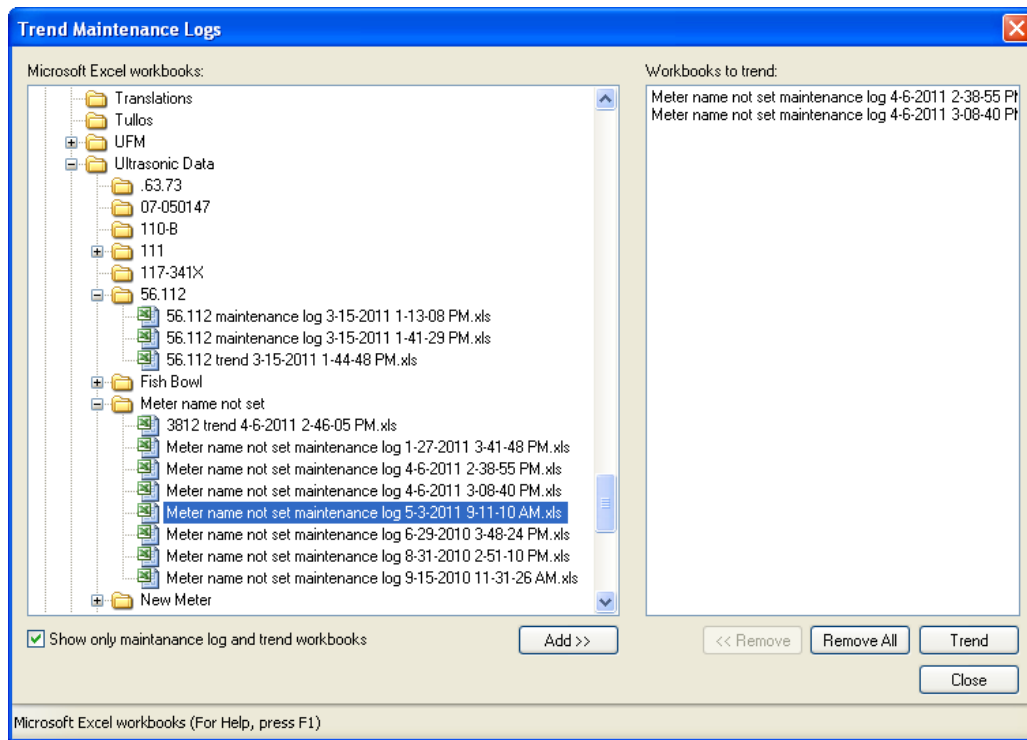 Trend Maintenance Logs
Microsoft Excel workbooks:
Translations
Tullos
UFM
Ultrasonic Data
.63.73
07-050147
110-B
111
117-341X
56.112
56.112 maintenance log 3-15-2011 1-13-08 PM.xls
56.112 maintenance log 3-15-2011 1-41-29 PM.xls
56.112 trend 3-15-2011 1-44-48 PM.xls
Fish Bowl
Meter name not set
3812 trend 4-6-2011 2-46-05 PM.xls
Meter name not set maintenance log 1-27-2011 3-41-48 PM.xls
Meter name not set maintenance log 4-6-2011 2-38-55 PM.xls
Meter name not set maintenance log 4-6-2011 3-08-40 PM.xls
Meter name not set maintenance log 5-3-2011 9-11-10 AM.xls
Meter name not set maintenance log 6-29-2010 3-48-24 PM.xls
Meter name not set maintenance log 8-31-2010 2-51-10 PM.xls
Meter name not set maintenance log 9-15-2010 11-31-26 AM.xls
New Meter
Workbooks to trend:
Meter name not set maintenance log 4-6-2011 2-38-55 PM
Meter name not set maintenance log 4-6-2011 3-08-40 PM
Show only maintanance log and trend workbooks
Add >>
<< Remove
Remove All
Trend
Close
Microsoft Excel workbooks (For Help, press F1)